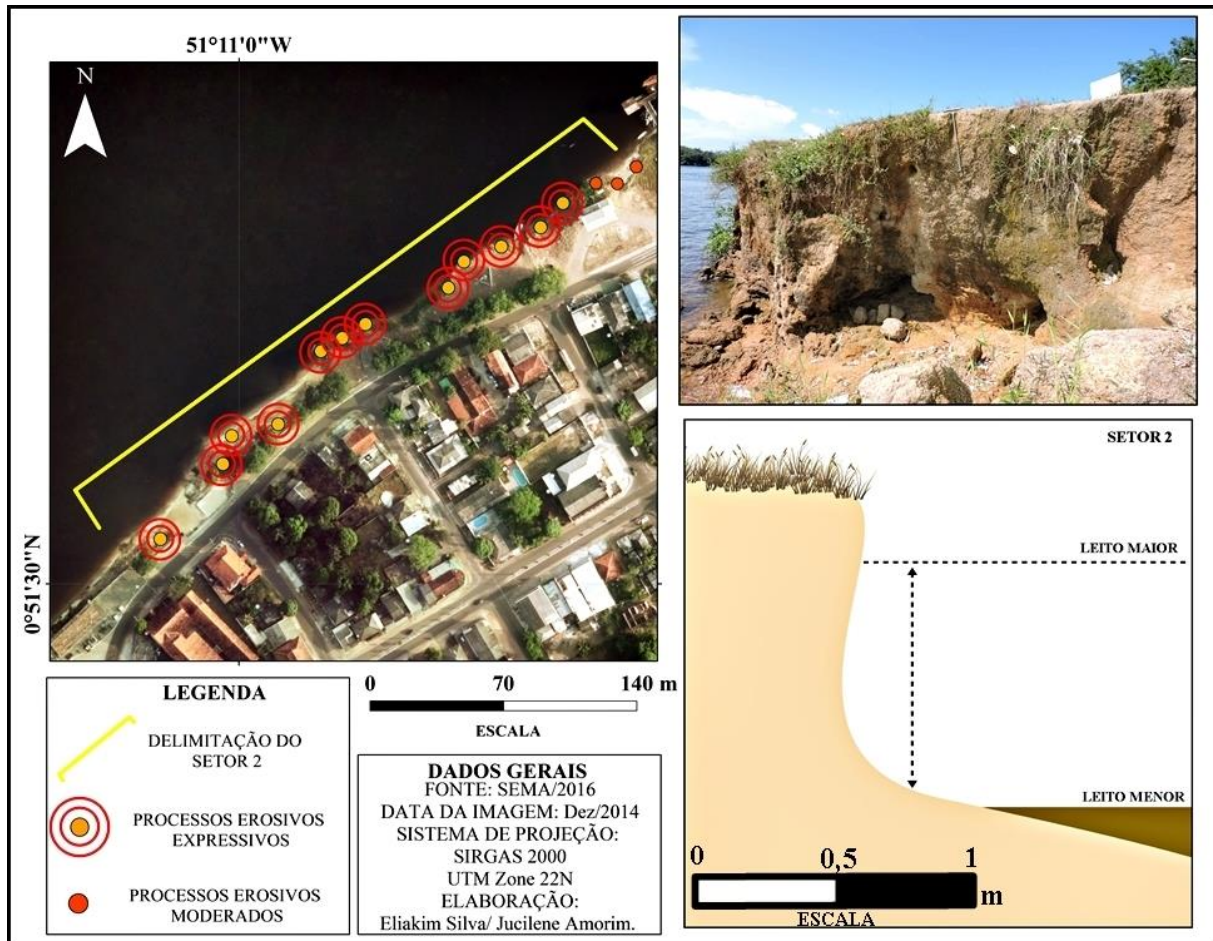 51°11'0"W
N
0°51'30"N
LEGENDA
DELIMITAÇÃO DO
SETOR 2
PROCESSOS EROSIVOS
EXPRESSIVOS
PROCESSOS EROSIVOS
MODERADOS
0 70 140 m
ESCALA
DADOS GERAIS
FONTE: SEMA/2016
DATA DA IMAGEM: Dez/2014
SISTEMA DE PROJEÇÃO:
SIRGAS 2000
UTM Zone 22N
ELABORAÇÃO:
Eliakim Silva/ Jucilene Amorim.
SETOR 2
LEITO MAIOR
LEITO MENOR
0 0,5 1
m
ESCALA